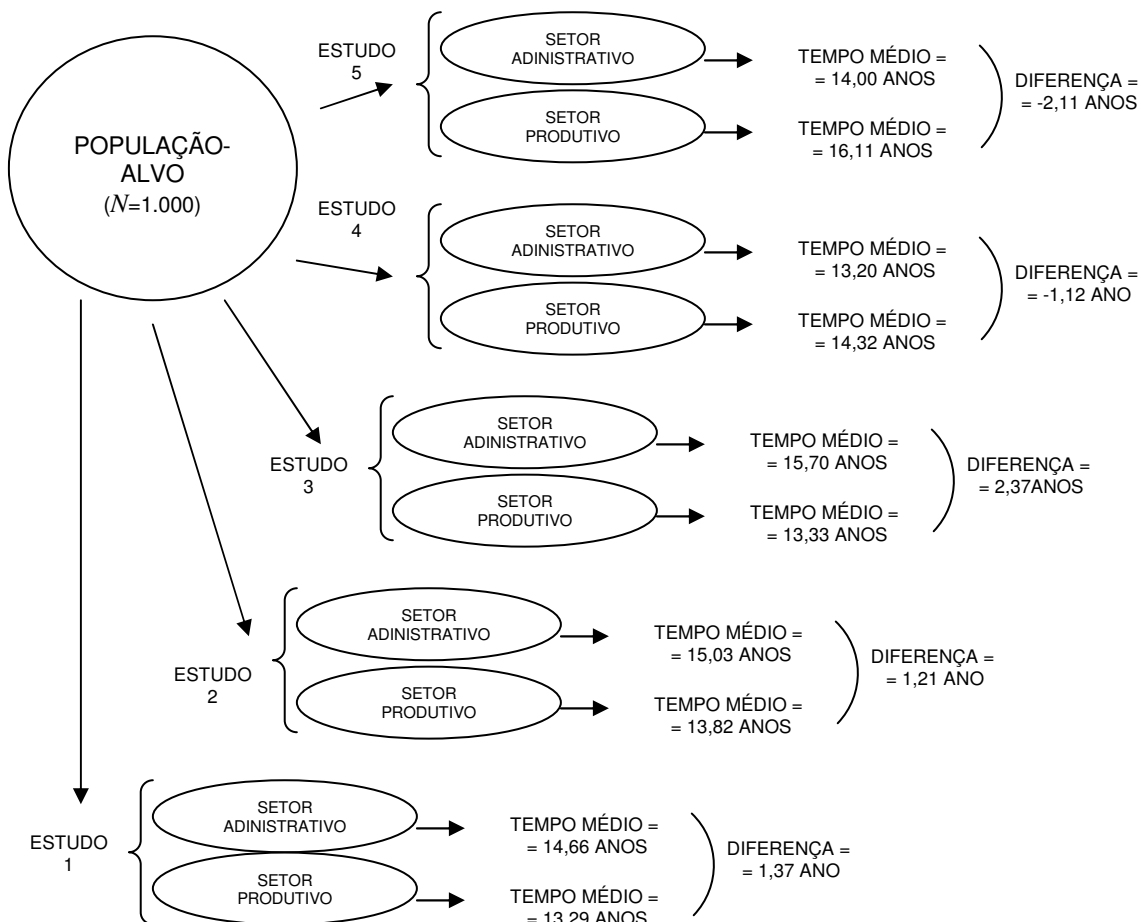 POPULAÇÃO-
ALVO
(N=1.000)
ESTUDO
5
SETOR
ADINISTRATIVO
TEMPO MÉDIO =
= 14,00 ANOS
SETOR
PRODUTIVO
TEMPO MÉDIO =
= 16,11 ANOS
DIFERENÇA =
= -2,11 ANOS
ESTUDO
4
SETOR
ADINISTRATIVO
TEMPO MÉDIO =
= 13,20 ANOS
SETOR
PRODUTIVO
TEMPO MÉDIO =
= 14,32 ANOS
DIFERENÇA =
= -1,12 ANO
ESTUDO
3
SETOR
ADINISTRATIVO
TEMPO MÉDIO =
= 15,70 ANOS
SETOR
PRODUTIVO
TEMPO MÉDIO =
= 13,33 ANOS
DIFERENÇA =
= 2,37ANOS
ESTUDO
2
SETOR
ADINISTRATIVO
TEMPO MÉDIO =
= 15,03 ANOS
SETOR
PRODUTIVO
TEMPO MÉDIO =
= 13,82 ANOS
DIFERENÇA =
= 1,21 ANO
ESTUDO
1
SETOR
ADINISTRATIVO
TEMPO MÉDIO =
= 14,66 ANOS
SETOR
PRODUTIVO
TEMPO MÉDIO =
= 13,29 ANOS
DIFERENÇA =
= 1,37 ANO